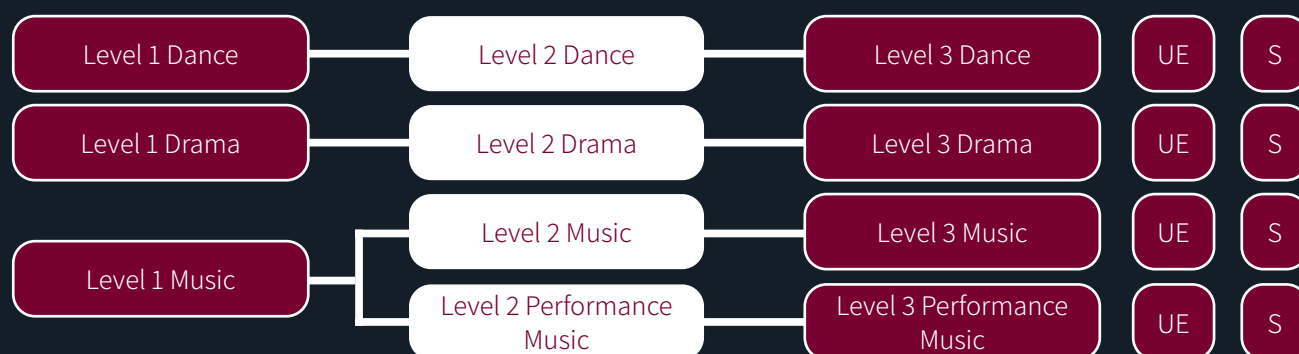 Level 1 Dance Level 2 Dance Level 3 Dance UE S
Level 1 Drama Level 2 Drama Level 3 Drama UE S
Level 2 Music Level 3 Music UE S
Level 1 Music
Level 2 Performance
Music
Level 3 Performance
Music
UE S